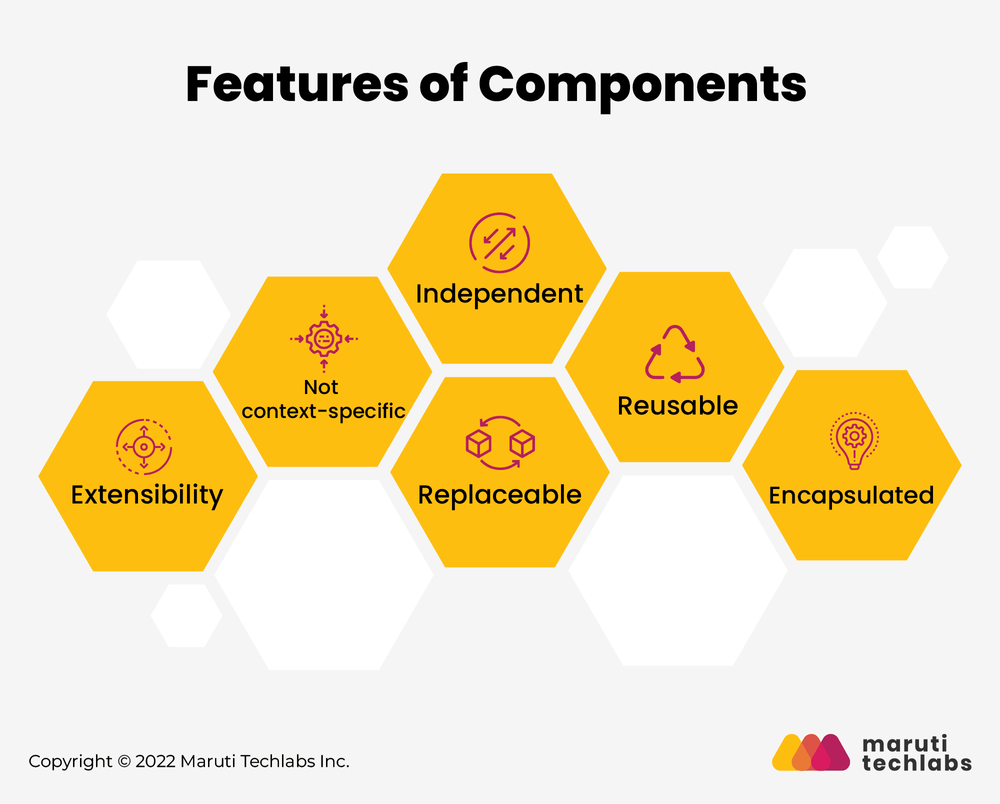 Features of Components
Independent
Not
context-specific
Reusable
Extensibility
Replaceable
Encapsulated
Copyright © 2022 Maruti Techlabs Inc.
maruti
techlabs